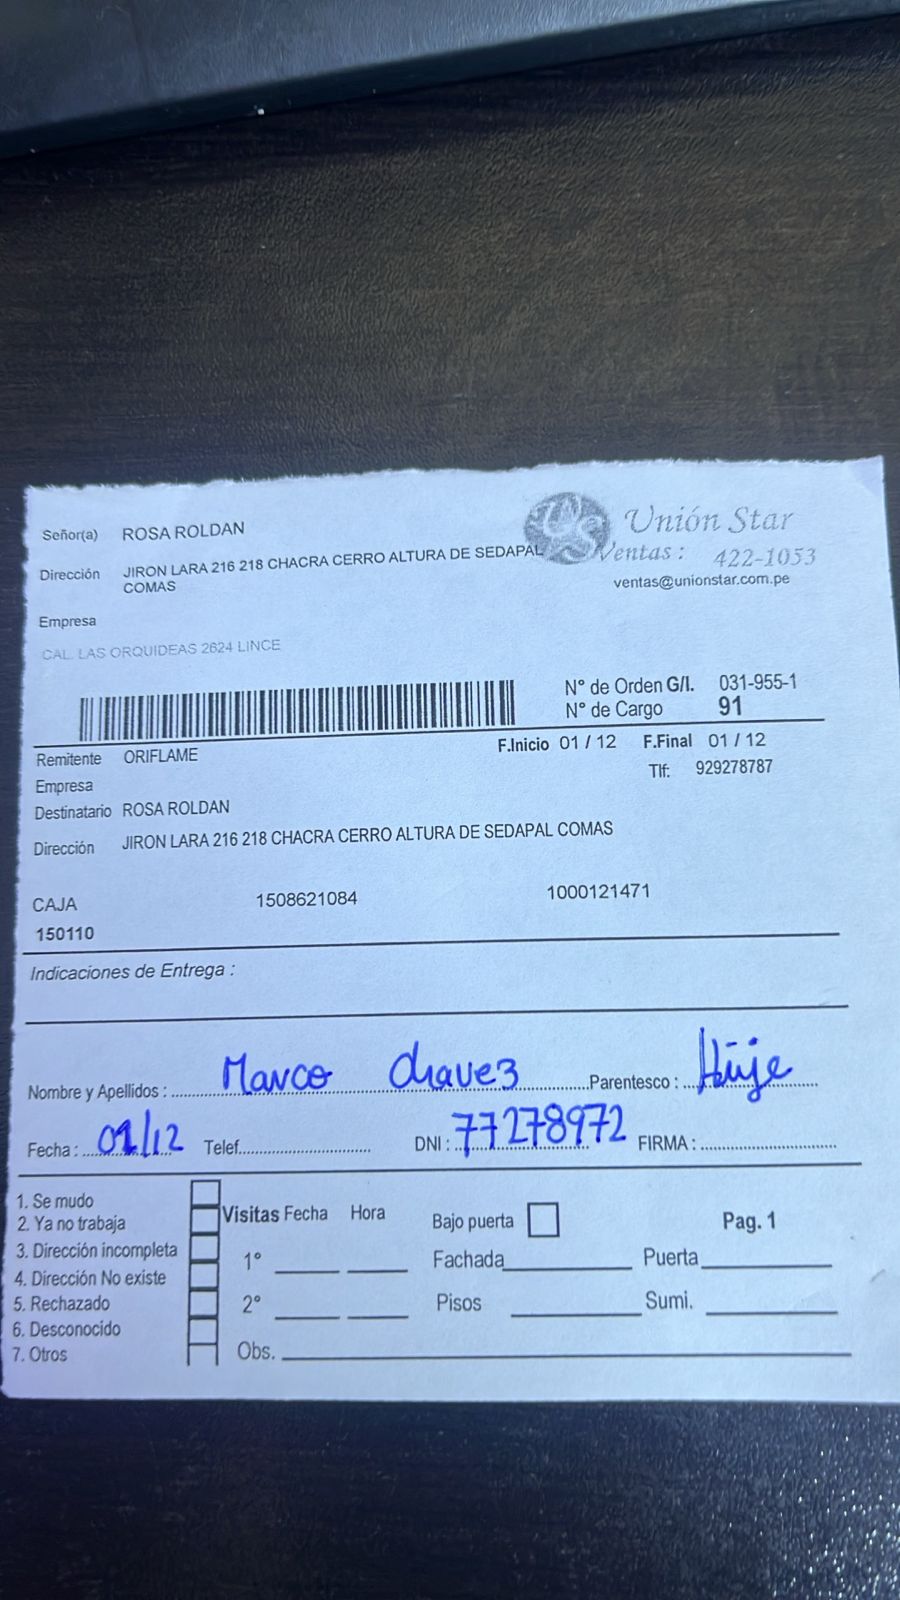 Señor(a) ROSA ROLDAN
Unión Star
Dirección JIRON LARA 216 218 CHACRA CERRO ALTURA DE SEDAPAL
COMAS
Ventas: 422-1053
ventas@unionstar.com.pe
Empresa
CAL. LAS ORQUIDEAS 2624 LINCE
N° de Orden G/I. 031-955-1
N° de Cargo 91
Remitente ORIFLAME
F.Inicio 01 / 12 F.Final 01 / 12
Empresa
Tlf: 929278787
Destinatario ROSA ROLDAN
Dirección JIRON LARA 216 218 CHACRA CERRO ALTURA DE SEDAPAL COMAS
CAJA 1508621084 1000121471
150110
Indicaciones de Entrega :
Nombre y Apellidos : Marco Chavez Parentesco :
Fecha : 01/12 Telef. DNI : 77278972 FIRMA :
1. Se mudo
2. Ya no trabaja
3. Dirección incompleta
4. Dirección No existe
5. Rechazado
6. Desconocido
7. Otros
Visitas Fecha Hora
1°
2°
Obs.
Bajo puerta Pag. 1
Fachada Puerta
Pisos Sumi.